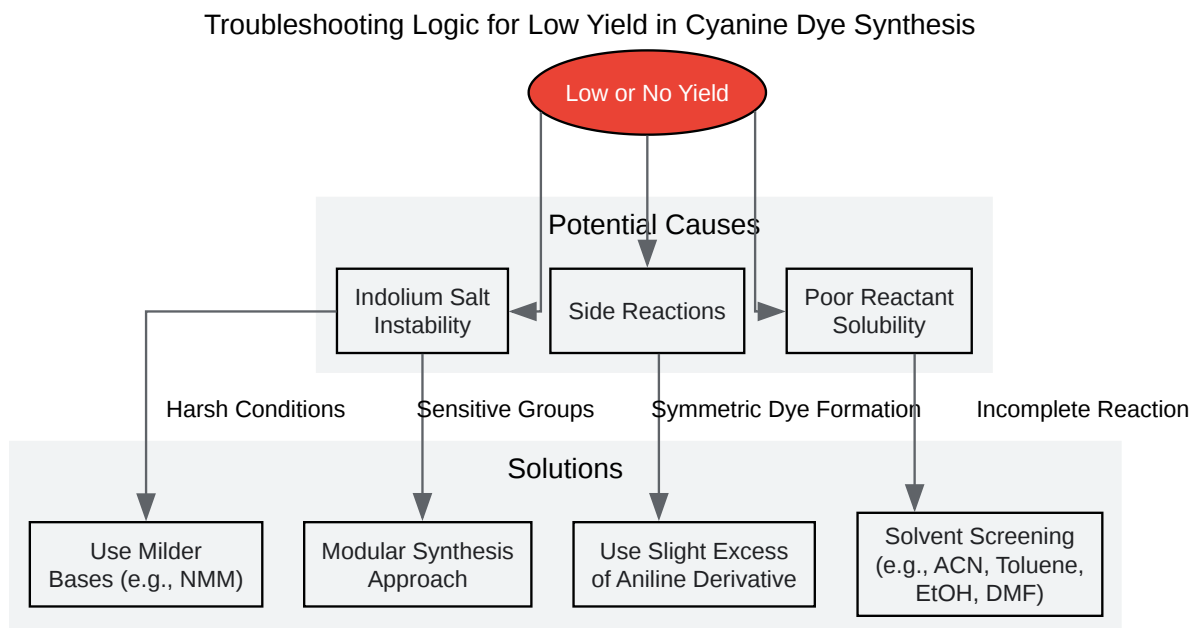 Troubleshooting Logic for Low Yield in Cyanine Dye Synthesis
Low or No Yield
Potential Causes
Indolium Salt
Instability
Side Reactions
Poor Reactant
Solubility
Harsh Conditions
Sensitive Groups
Symmetric Dye Formation
Incomplete Reaction
Solutions
Use Milder
Bases (e.g., NMM)
Modular Synthesis
Approach
Use Slight Excess
of Aniline Derivative
Solvent Screening
(e.g., ACN, Toluene,
EtOH, DMF)